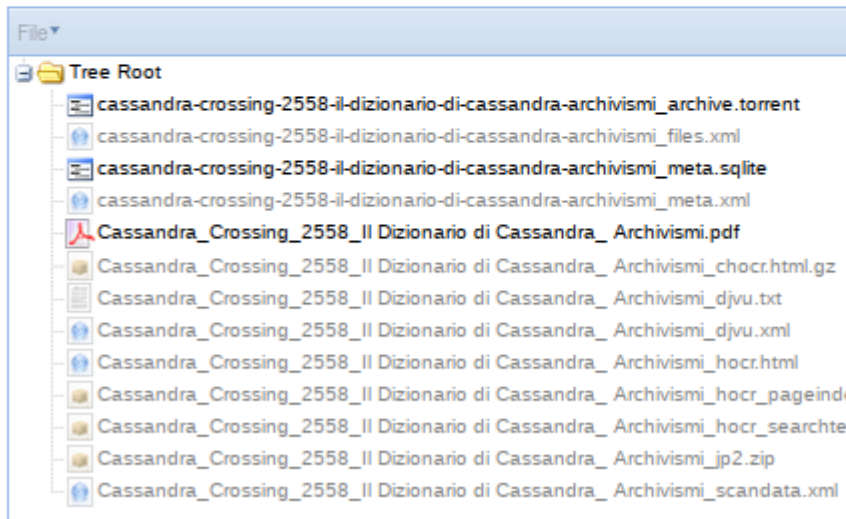 File
Tree Root
cassandra-crossing-2558-il-dizionario-di-cassandra-archivismi_archive.torrent
cassandra-crossing-2558-il-dizionario-di-cassandra-archivismi_files.xml
cassandra-crossing-2558-il-dizionario-di-cassandra-archivismi_meta.sqlite
cassandra-crossing-2558-il-dizionario-di-cassandra-archivismi_meta.xml
Cassandra_Crossing_2558_Il Dizionario di Cassandra_ Archivismi.pdf
Cassandra_Crossing_2558_Il Dizionario di Cassandra_ Archivismi_chocr.html.gz
Cassandra_Crossing_2558_Il Dizionario di Cassandra_ Archivismi_djvu.txt
Cassandra_Crossing_2558_Il Dizionario di Cassandra_ Archivismi_djvu.xml
Cassandra_Crossing_2558_Il Dizionario di Cassandra_ Archivismi_hocr.html
Cassandra_Crossing_2558_Il Dizionario di Cassandra_ Archivismi_hocr_pageinde
Cassandra_Crossing_2558_Il Dizionario di Cassandra_ Archivismi_hocr_searchte
Cassandra_Crossing_2558_Il Dizionario di Cassandra_ Archivismi_jp2.zip
Cassandra_Crossing_2558_Il Dizionario di Cassandra_ Archivismi_scandata.xml